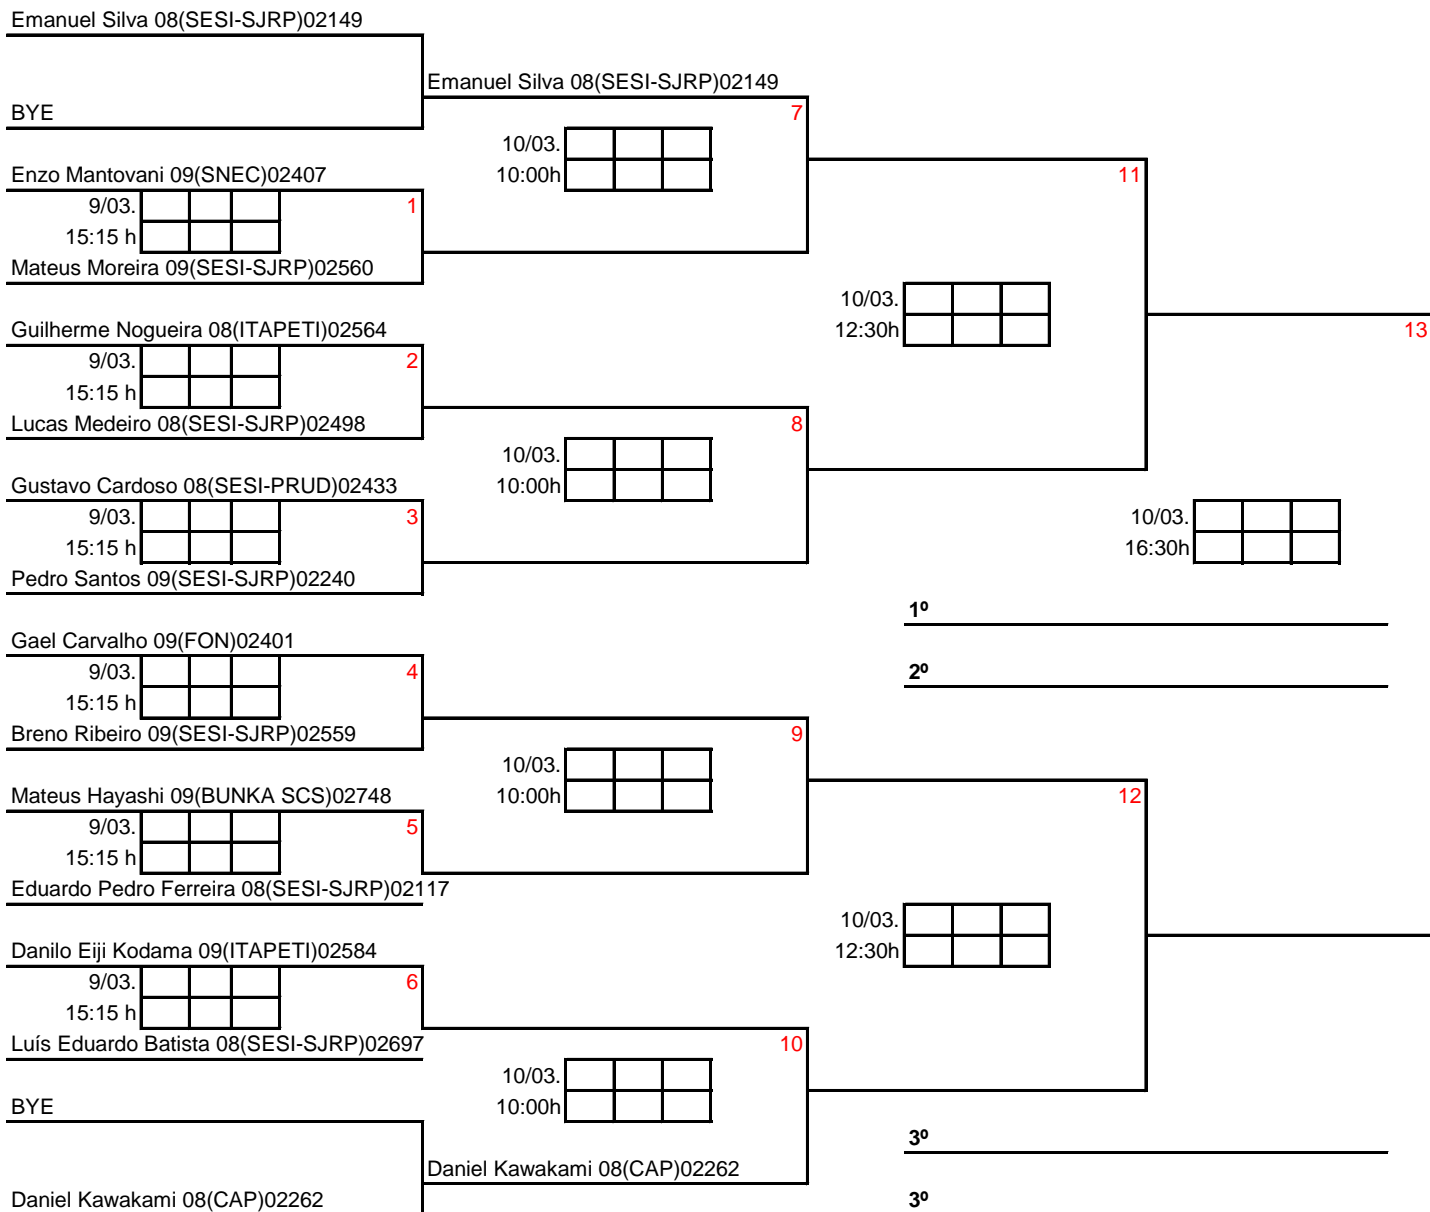 Emanuel Silva 08(SESI-SJRP)02149
Emanuel Silva 08(SESI-SJRP)02149
BYE
7
10/03.
10:00h
Enzo Mantovani 09(SNEC)02407
11
9/03.
1
15:15 h
Mateus Moreira 09(SESI-SJRP)02560
10/03.
12:30h
Guilherme Nogueira 08(ITAPETI)02564
13
9/03.
2
15:15 h
Lucas Medeiro 08(SESI-SJRP)02498
8
10/03.
10:00h
Gustavo Cardoso 08(SESI-PRUD)02433
9/03.
3
15:15 h
10/03.
16:30h
Pedro Santos 09(SESI-SJRP)02240
1º
Gael Carvalho 09(FON)02401
9/03.
4
15:15 h
2º
Breno Ribeiro 09(SESI-SJRP)02559
9
10/03.
10:00h
Mateus Hayashi 09(BUNKA SCS)02748
12
9/03.
5
15:15 h
Eduardo Pedro Ferreira 08(SESI-SJRP)02117
10/03.
12:30h
Danilo Eiji Kodama 09(ITAPETI)02584
9/03.
6
15:15 h
Luís Eduardo Batista 08(SESI-SJRP)02697
10
10/03.
10:00h
BYE
3º
Daniel Kawakami 08(CAP)02262
Daniel Kawakami 08(CAP)02262
3º